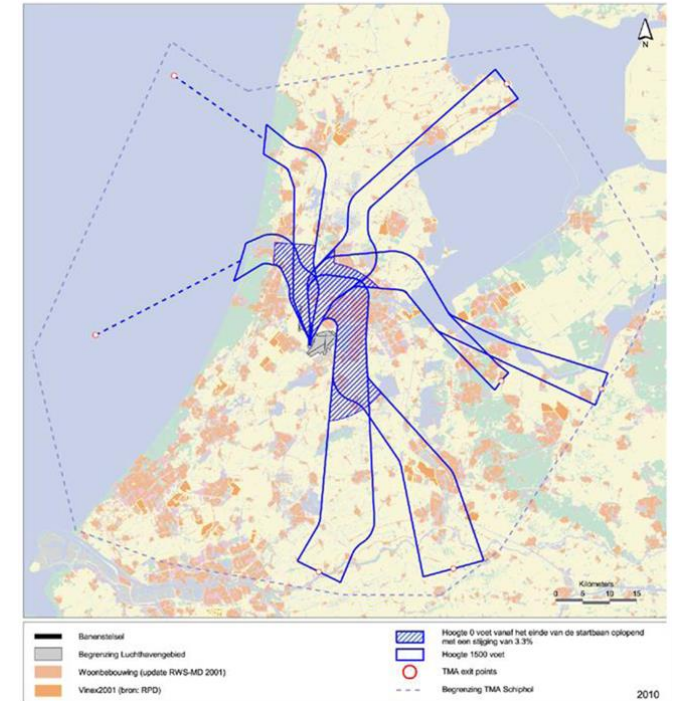 N
Kilometers
0 5 10 15
Banenstelsel
Begrenzing Luchthavengebied
Woonbebouwing (update RWS-MD 2001)
Vinex2001 (bron: RPD)
Hoogte 0 voet vanaf het einde van de startbaan oplopend
met een stijging van 3.3%
Hoogte 1500 voet
TMA exit points
Begrenzing TMA Schiphol
2010